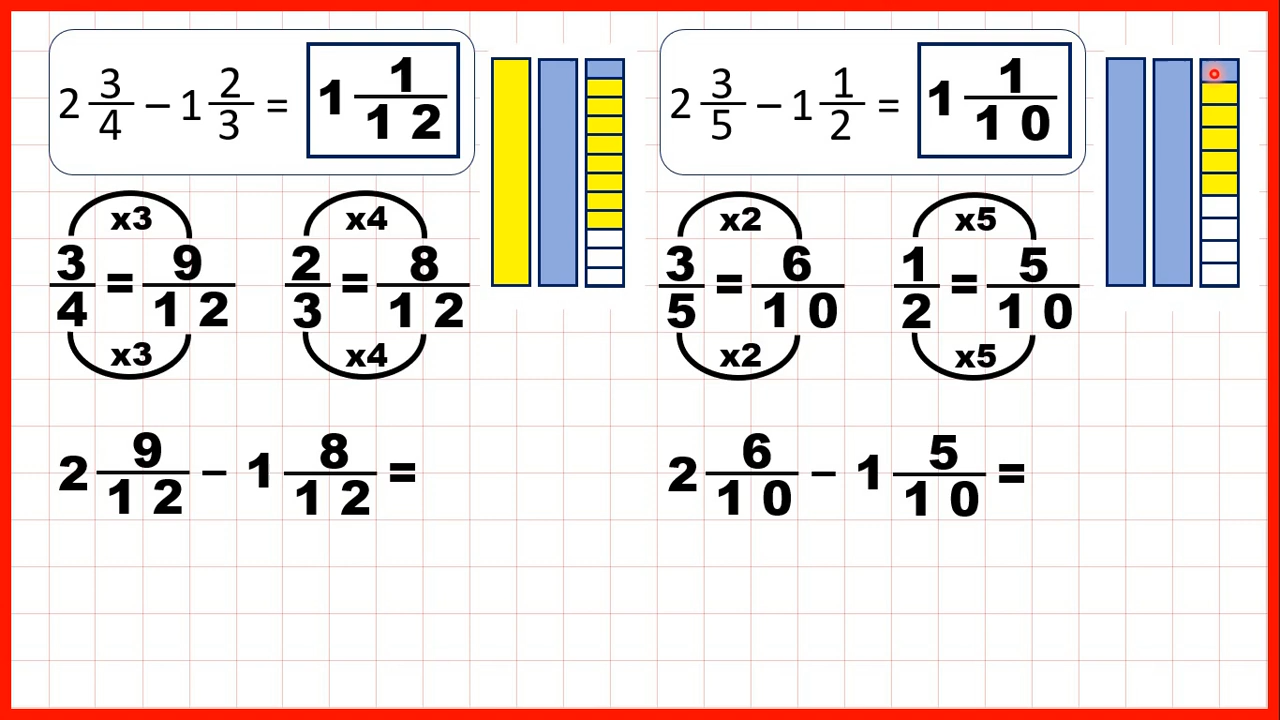 2 3/4 – 1 2/3 = 1 1/12
x3
3/4 = 9/12
x3
x4
2/3 = 8/12
x4
2 9/12 – 1 8/12 =
2 3/5 – 1 1/2 = 1 1/10
x2
3/5 = 6/10
x2
x5
1/2 = 5/10
x5
2 6/10 – 1 5/10 =